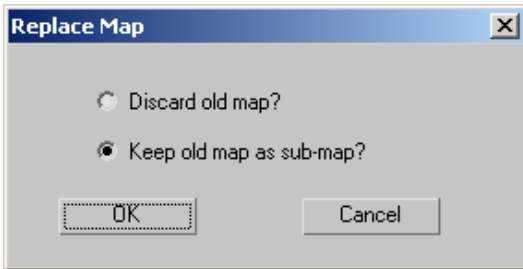 Replace Map
Discard old map?
Keep old map as sub-map?
OK Cancel